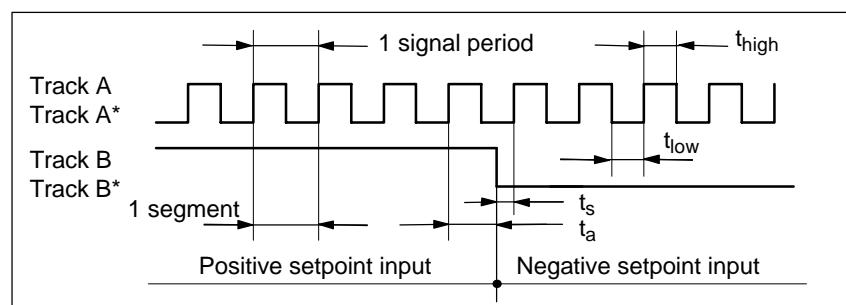 1 signal period
t_high
Track A
Track A*
t_low
Track B
Track B*
1 segment
t_s
t_a
Positive setpoint input
Negative setpoint input